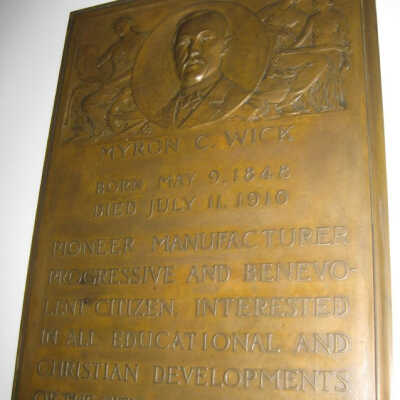 MYRON C. WICK
BORN MAY 9, 1848
DIED JULY 11, 1910
PIONEER MANUFACTURER
PROGRESSIVE AND BENEVO-
LENT CITIZEN, INTERESTED
IN ALL EDUCATIONAL AND
CHRISTIAN DEVELOPMENTS
OF